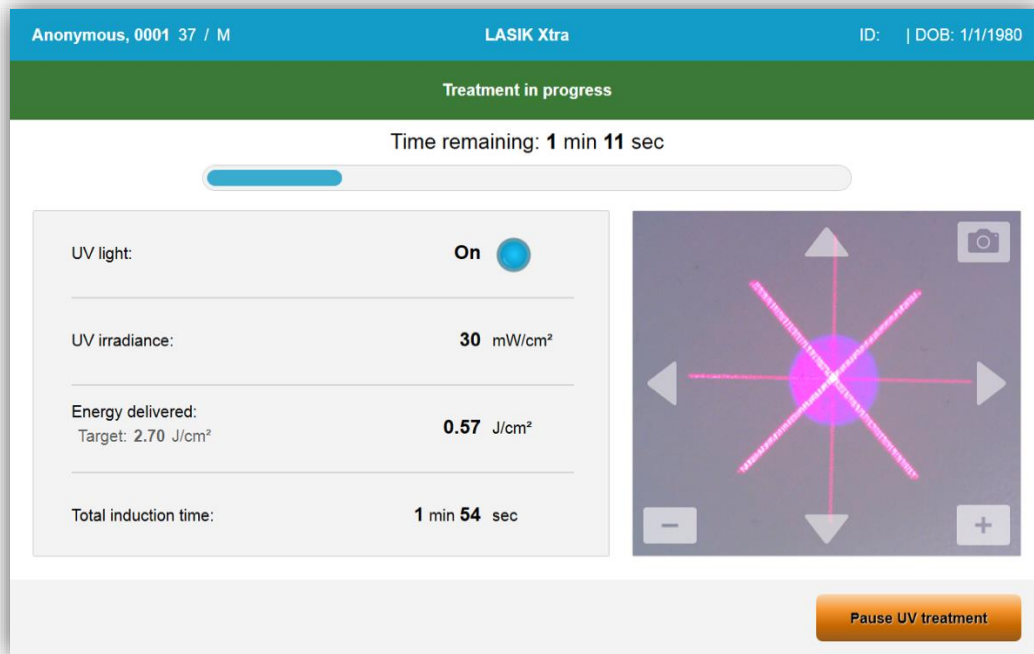 Anonymous, 0001 37 / M LASIK Xtra ID: | DOB: 1/1/1980
Treatment in progress
Time remaining: 1 min 11 sec
UV light: On
UV irradiance: 30 mW/cm²
Energy delivered:
Target: 2.70 J/cm² 0.57 J/cm²
Total induction time: 1 min 54 sec
Pause UV treatment